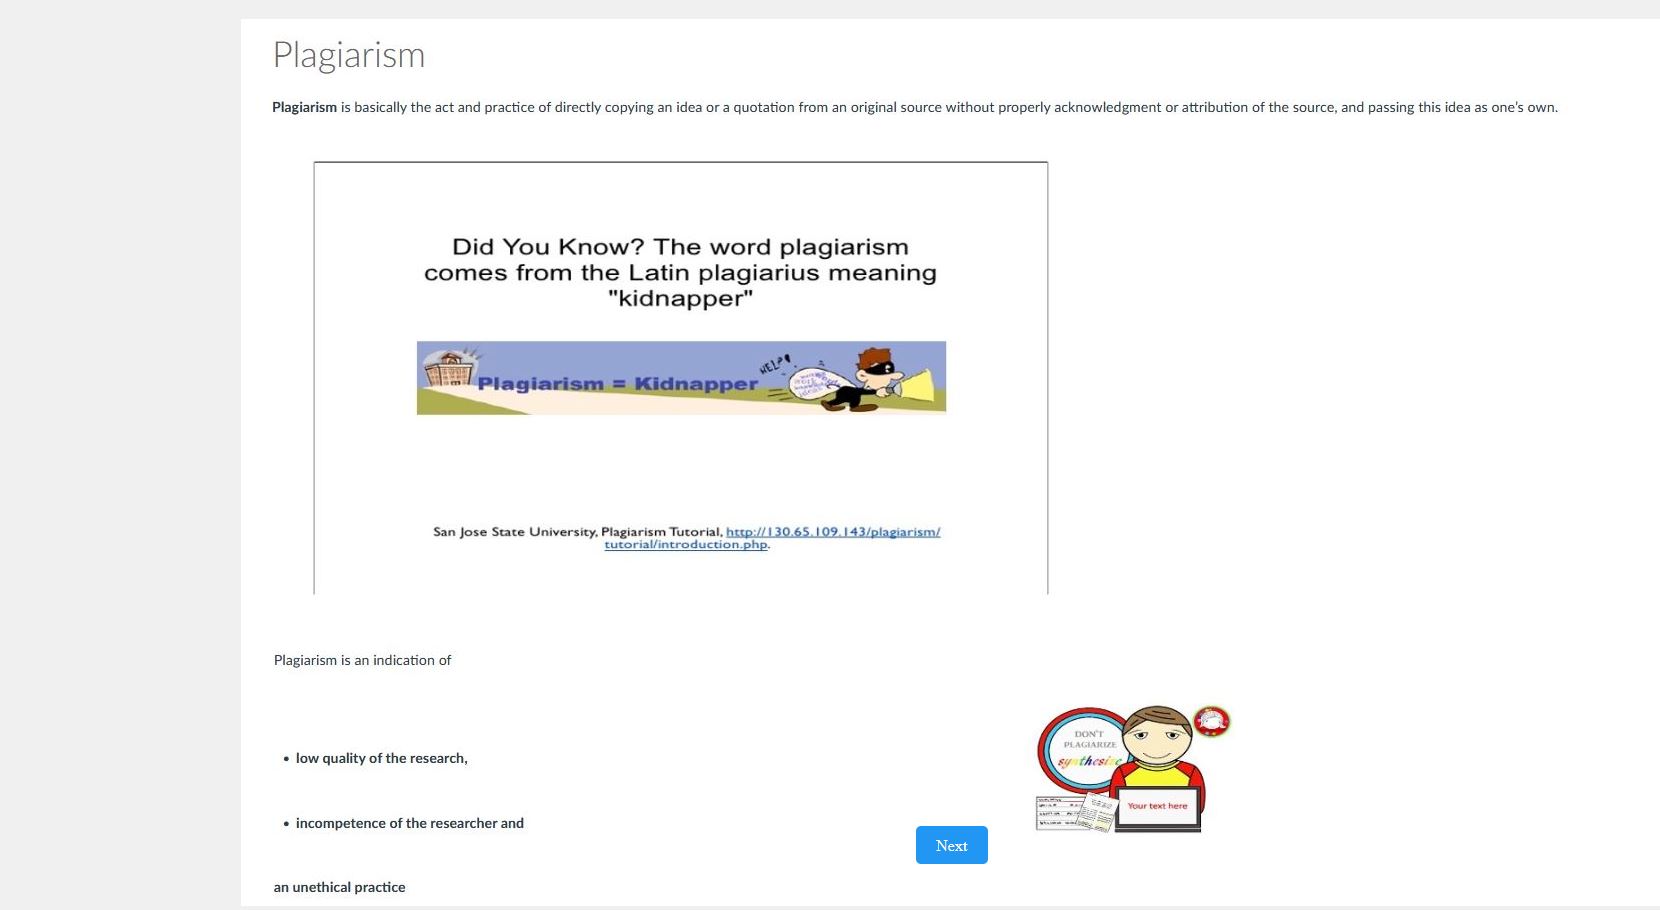 Plagiarism
Plagiarism is basically the act and practice of directly copying an idea or a quotation from an original source without properly acknowledgment or attribution of the source, and passing this idea as one's own.
Did You Know? The word plagiarism
comes from the Latin plagiarius meaning
"kidnapper"
HELP!
Plagiarism = Kidnapper
San Jose State University, Plagiarism Tutorial, http://130.65.109.143/plagiarism/
tutorial/introduction.php.
Plagiarism is an indication of
DON'T
PLAGIARIZE
synthesize
• low quality of the research,
Your text here
• incompetence of the researcher and
Next
an unethical practice